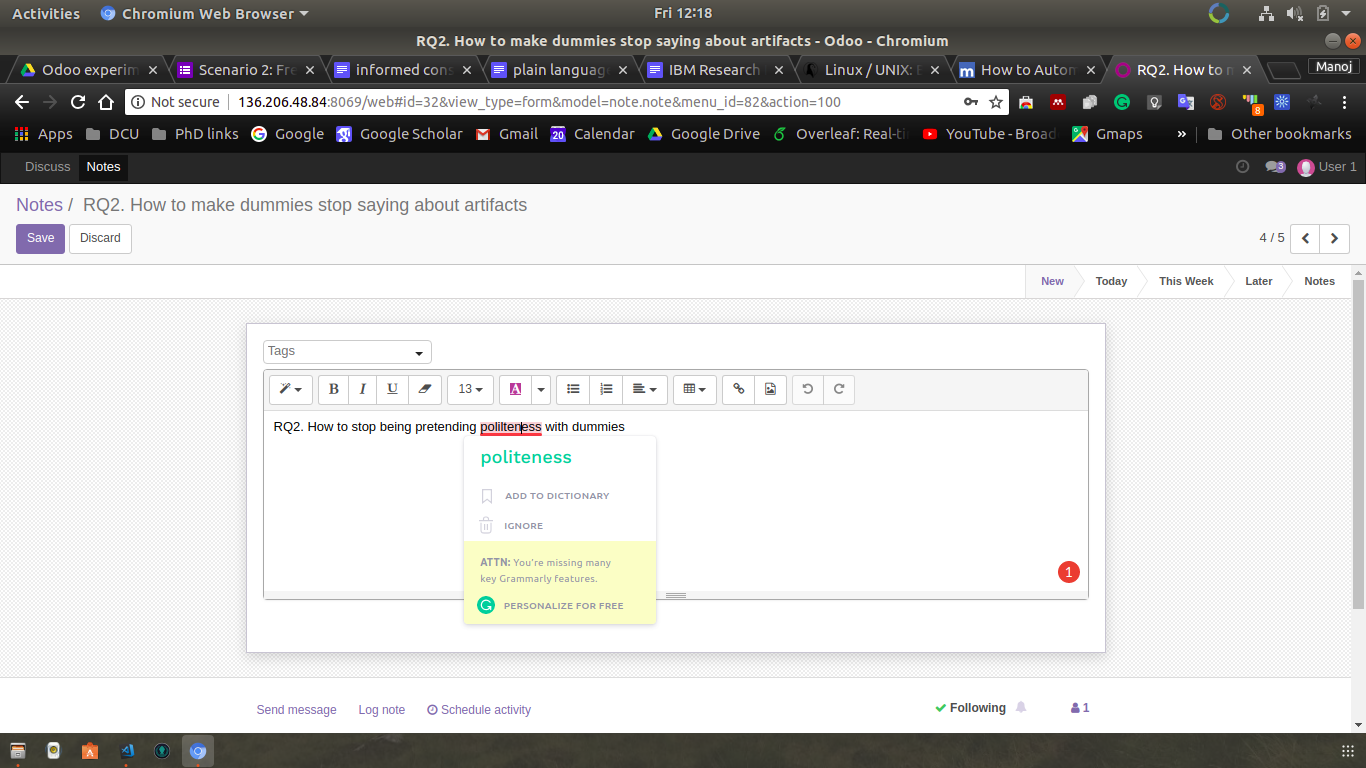 Activities Chromium Web Browser Fri 12:18
RQ2. How to make dummies stop saying about artifacts - Odoo - Chromium
Odoo experim Scenario 2: Fre informed cons plain language IBM Research Linux / UNIX: How to Autom RQ2. How to m Manoj
Not secure 136.206.48.84:8069/web#id=32&view_type=form&model=note.note&menu_id=82&action=100 8
Apps DCU PhD links Google Google Scholar Gmail 20 Calendar Google Drive Overleaf: Real-ti YouTube - Broad Gmaps » Other bookmarks
Discuss Notes 3 User 1
Notes / RQ2. How to make dummies stop saying about artifacts
Save Discard 4 / 5
New Today This Week Later Notes
Tags
B I U 13 A
RQ2. How to stop being pretending polilteness with dummies
politeness
ADD TO DICTIONARY
IGNORE
ATTN: You're missing many
key Grammarly features.
1
PERSONALIZE FOR FREE
Send message Log note Schedule activity Following 1